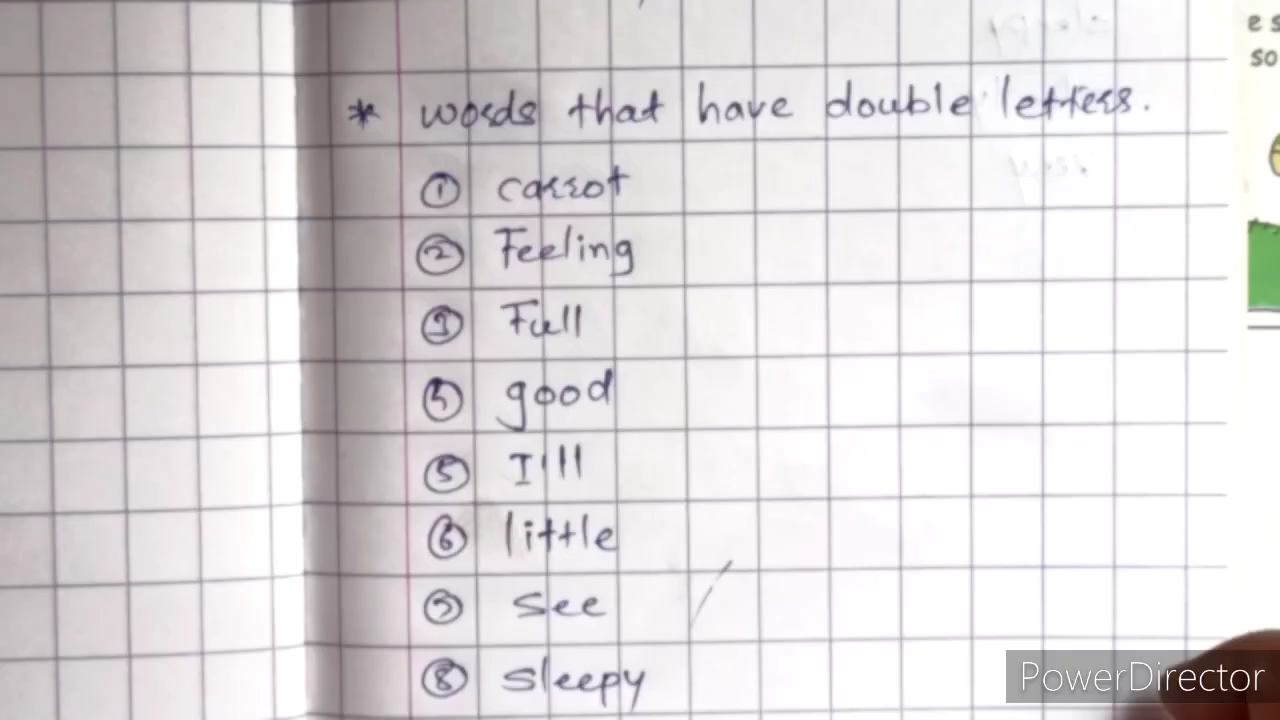 * words that have double letters.
① carrot
② Feeling
③ Full
④ good
⑤ I'll
⑥ little
⑦ See
⑧ sleepy
e s
so
PowerDirector